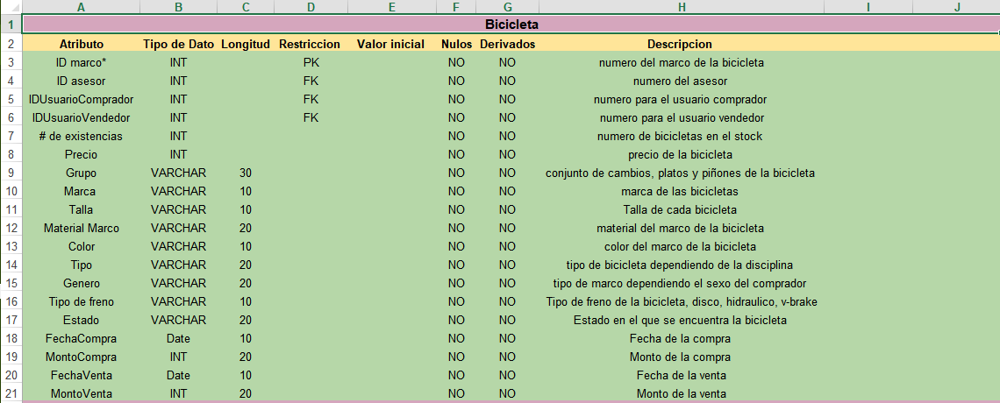 A B C D E F G H I J
1 Bicicleta
2 Atributo Tipo de Dato Longitud Restriccion Valor inicial Nulos Derivados Descripcion
3 ID marco* INT PK NO NO numero del marco de la bicicleta
4 ID asesor INT FK NO NO numero del asesor
5 IDUsuarioComprador INT FK NO NO numero para el usuario comprador
6 IDUsuarioVendedor INT FK NO NO numero para el usuario vendedor
7 # de existencias INT NO NO numero de bicicletas en el stock
8 Precio INT NO NO precio de la bicicleta
9 Grupo VARCHAR 30 NO NO conjunto de cambios, platos y piñones de la bicicleta
10 Marca VARCHAR 10 NO NO marca de las bicicletas
11 Talla VARCHAR 10 NO NO Talla de cada bicicleta
12 Material Marco VARCHAR 20 NO NO material del marco de la bicicleta
13 Color VARCHAR 10 NO NO color del marco de la bicicleta
14 Tipo VARCHAR 20 NO NO tipo de bicicleta dependiendo de la disciplina
15 Genero VARCHAR 20 NO NO tipo de marco dependiendo el sexo del comprador
16 Tipo de freno VARCHAR 10 NO NO Tipo de freno de la bicicleta, disco, hidraulico, v-brake
17 Estado VARCHAR 20 NO NO Estado en el que se encuentra la bicicleta
18 FechaCompra Date 10 NO NO Fecha de la compra
19 MontoCompra INT 20 NO NO Monto de la compra
20 FechaVenta Date 10 NO NO Fecha de la venta
21 MontoVenta INT 20 NO NO Monto de la venta